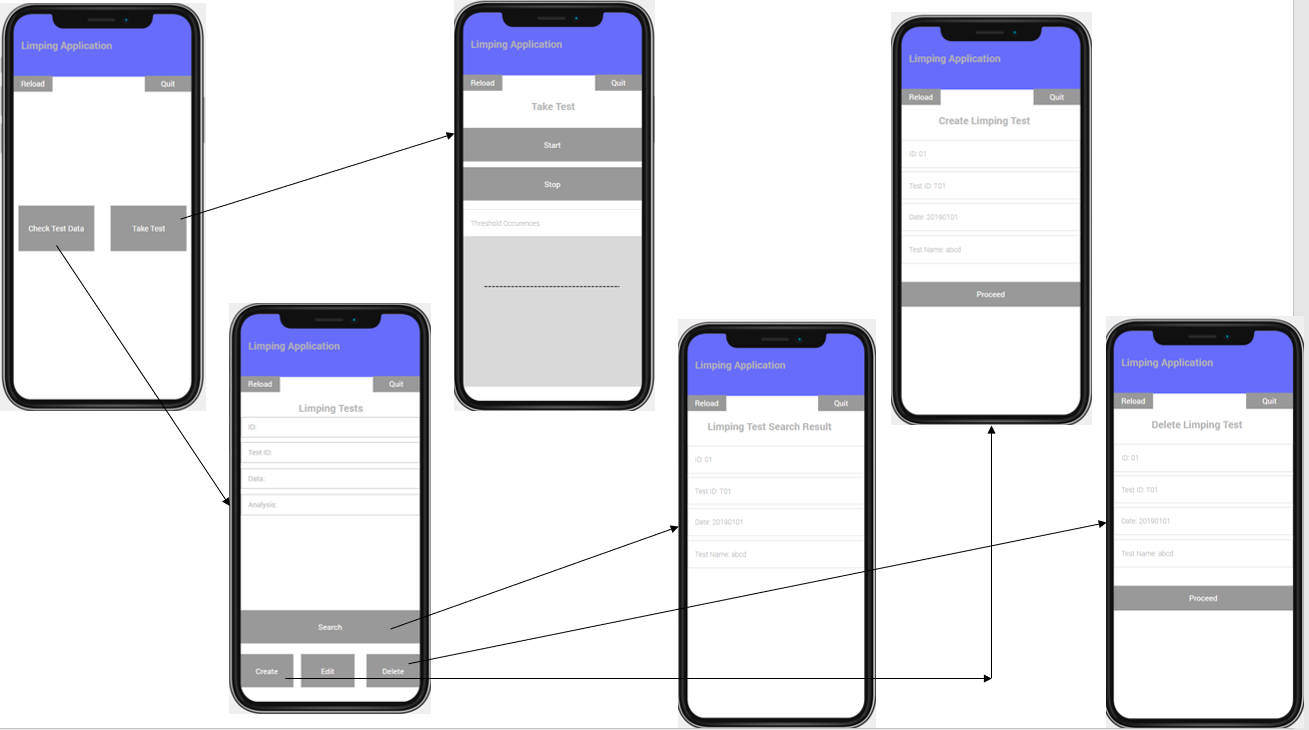 Limping Application
Reload
Quit
Check Test Data
Take Test
Limping Application
Reload
Quit
Take Test
Start
Stop
Threshold Occurences
Limping Application
Reload
Quit
Create Limping Test
ID: 01
Test ID: T01
Date: 20190101
Test Name: abcd
Proceed
Limping Application
Reload
Quit
Limping Tests
ID:
Test ID:
Data:
Analysis:
Search
Create
Edit
Delete
Limping Application
Reload
Quit
Limping Test Search Result
ID: 01
Test ID: T01
Date: 20190101
Test Name: abcd
Limping Application
Reload
Quit
Delete Limping Test
ID: 01
Test ID: T01
Date: 20190101
Test Name: abcd
Proceed